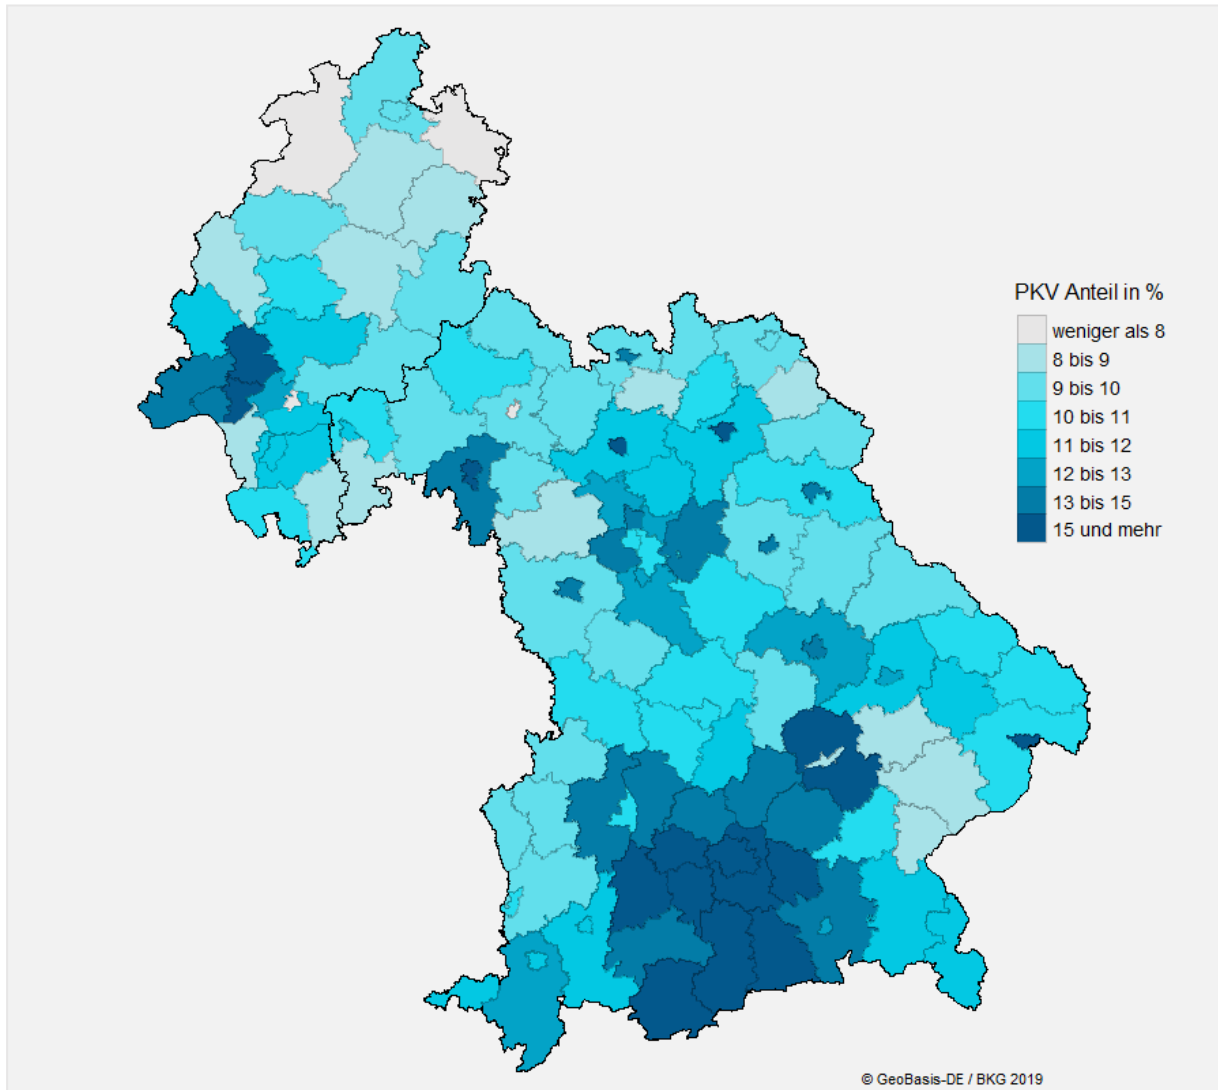 PKV Anteil in %
weniger als 8
8 bis 9
9 bis 10
10 bis 11
11 bis 12
12 bis 13
13 bis 15
15 und mehr
© GeoBasis-DE / BKG 2019